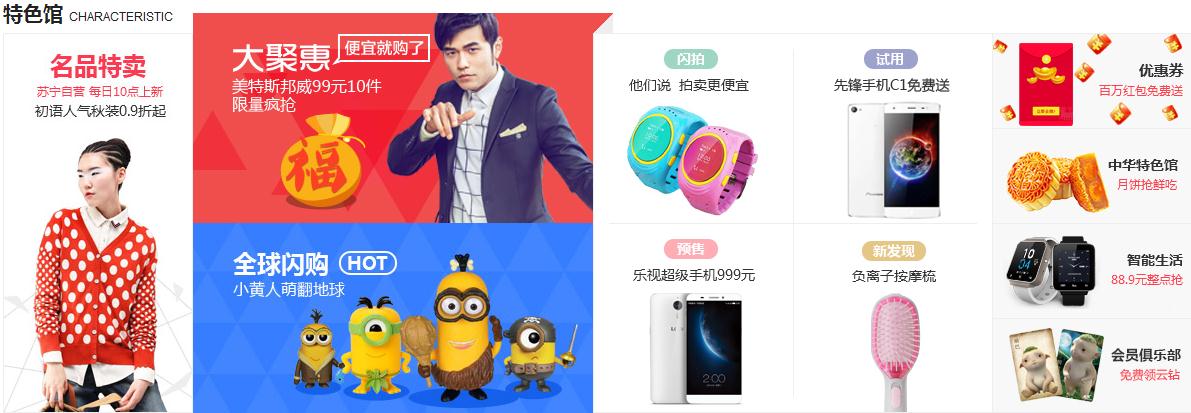 特色馆 CHARACTERISTIC
名品特卖
苏宁自营 每日10点上新
初语人气秋装0.9折起
大聚惠 便宜就购了
美特斯邦威99元10件
限量疯抢
福
全球闪购 HOT
小黄人萌翻地球
闪拍
他们说 拍卖更便宜
试用
先锋手机C1免费送
预售
乐视超级手机999元
新发现
负离子按摩梳
优惠券
百万红包免费送
中华特色馆
月饼抢鲜吃
智能生活
88.9元整点抢
会员俱乐部
免费领云钻